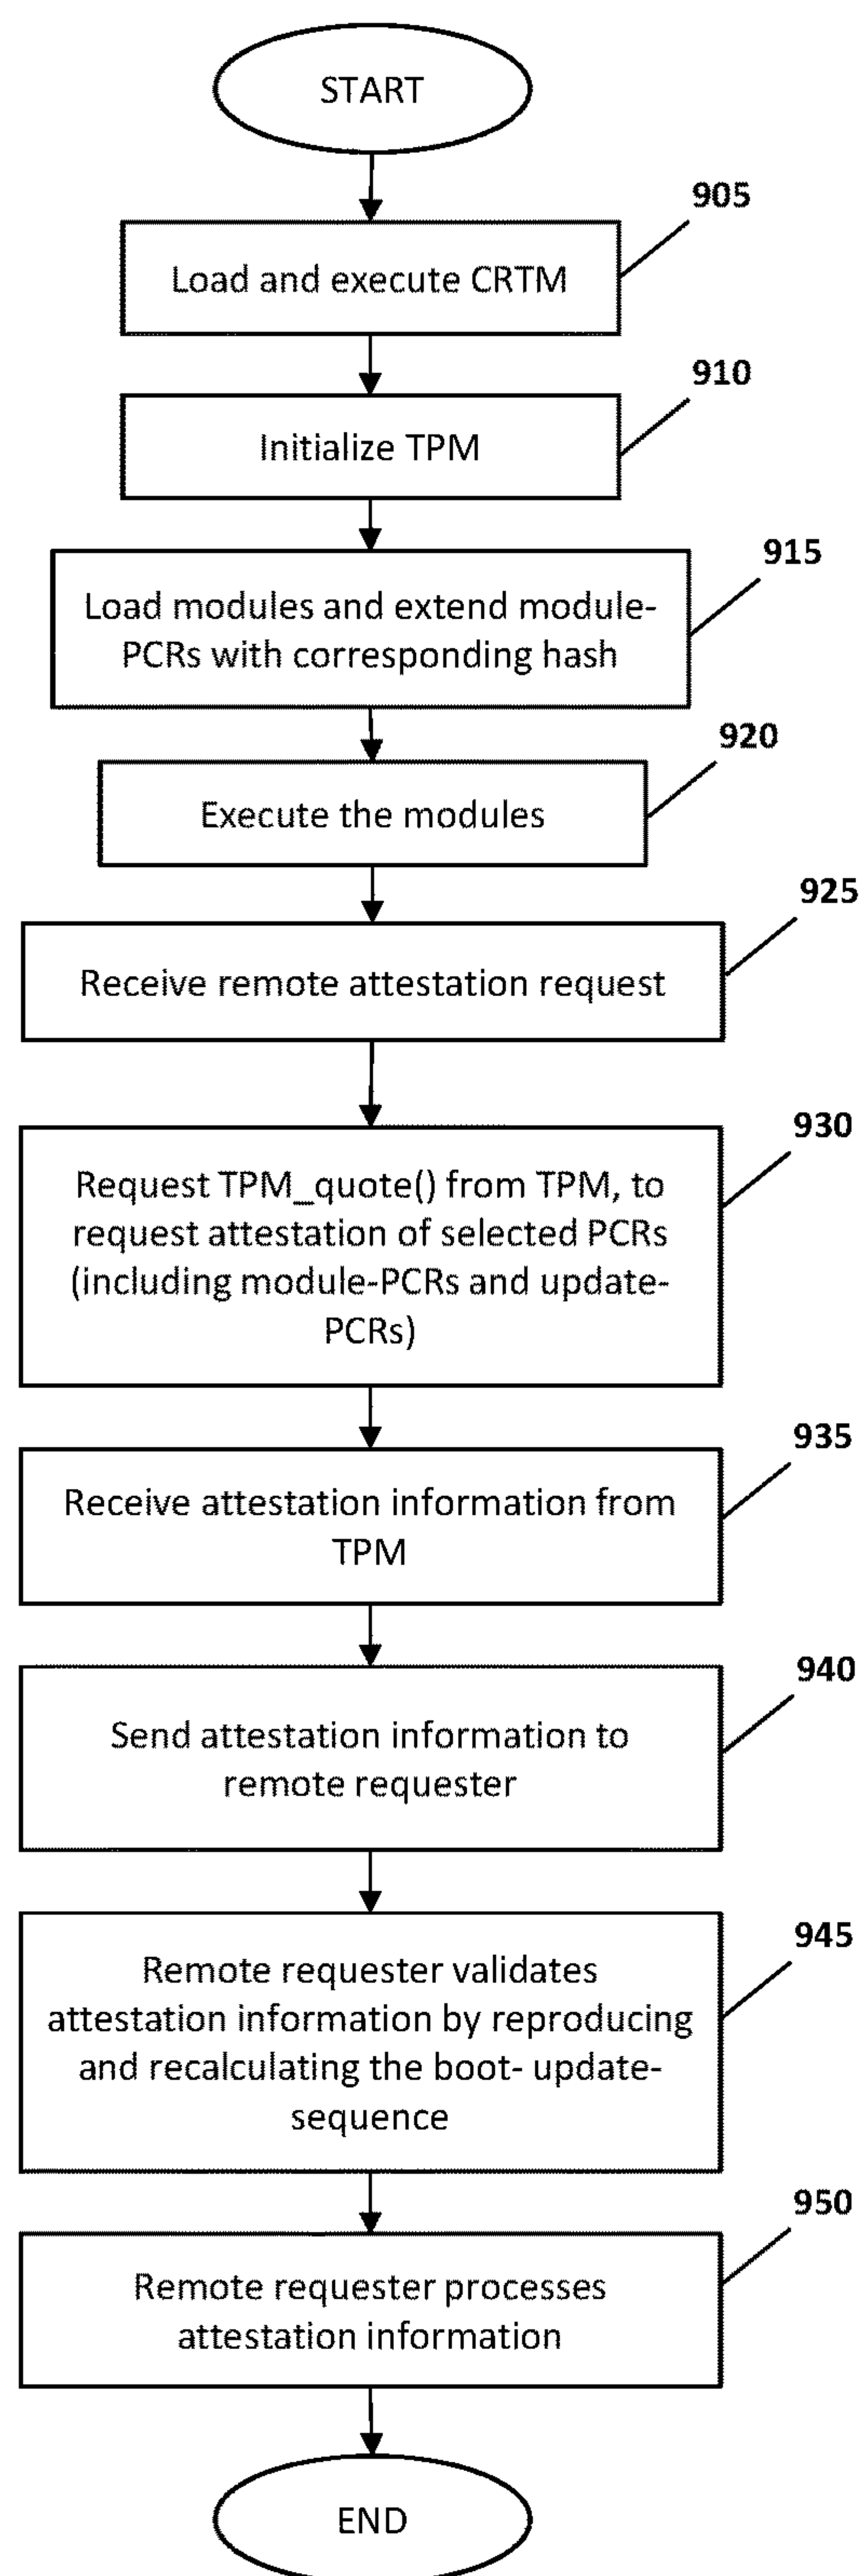 START
905
Load and execute CRTM
910
Initialize TPM
915
Load modules and extend module-
PCRs with corresponding hash
920
Execute the modules
925
Receive remote attestation request
930
Request TPM_quote() from TPM, to
request attestation of selected PCRs
(including module-PCRs and update-
PCRs)
935
Receive attestation information from
TPM
940
Send attestation information to
remote requester
945
Remote requester validates
attestation information by reproducing
and recalculating the boot- update-
sequence
950
Remote requester processes
attestation information
END